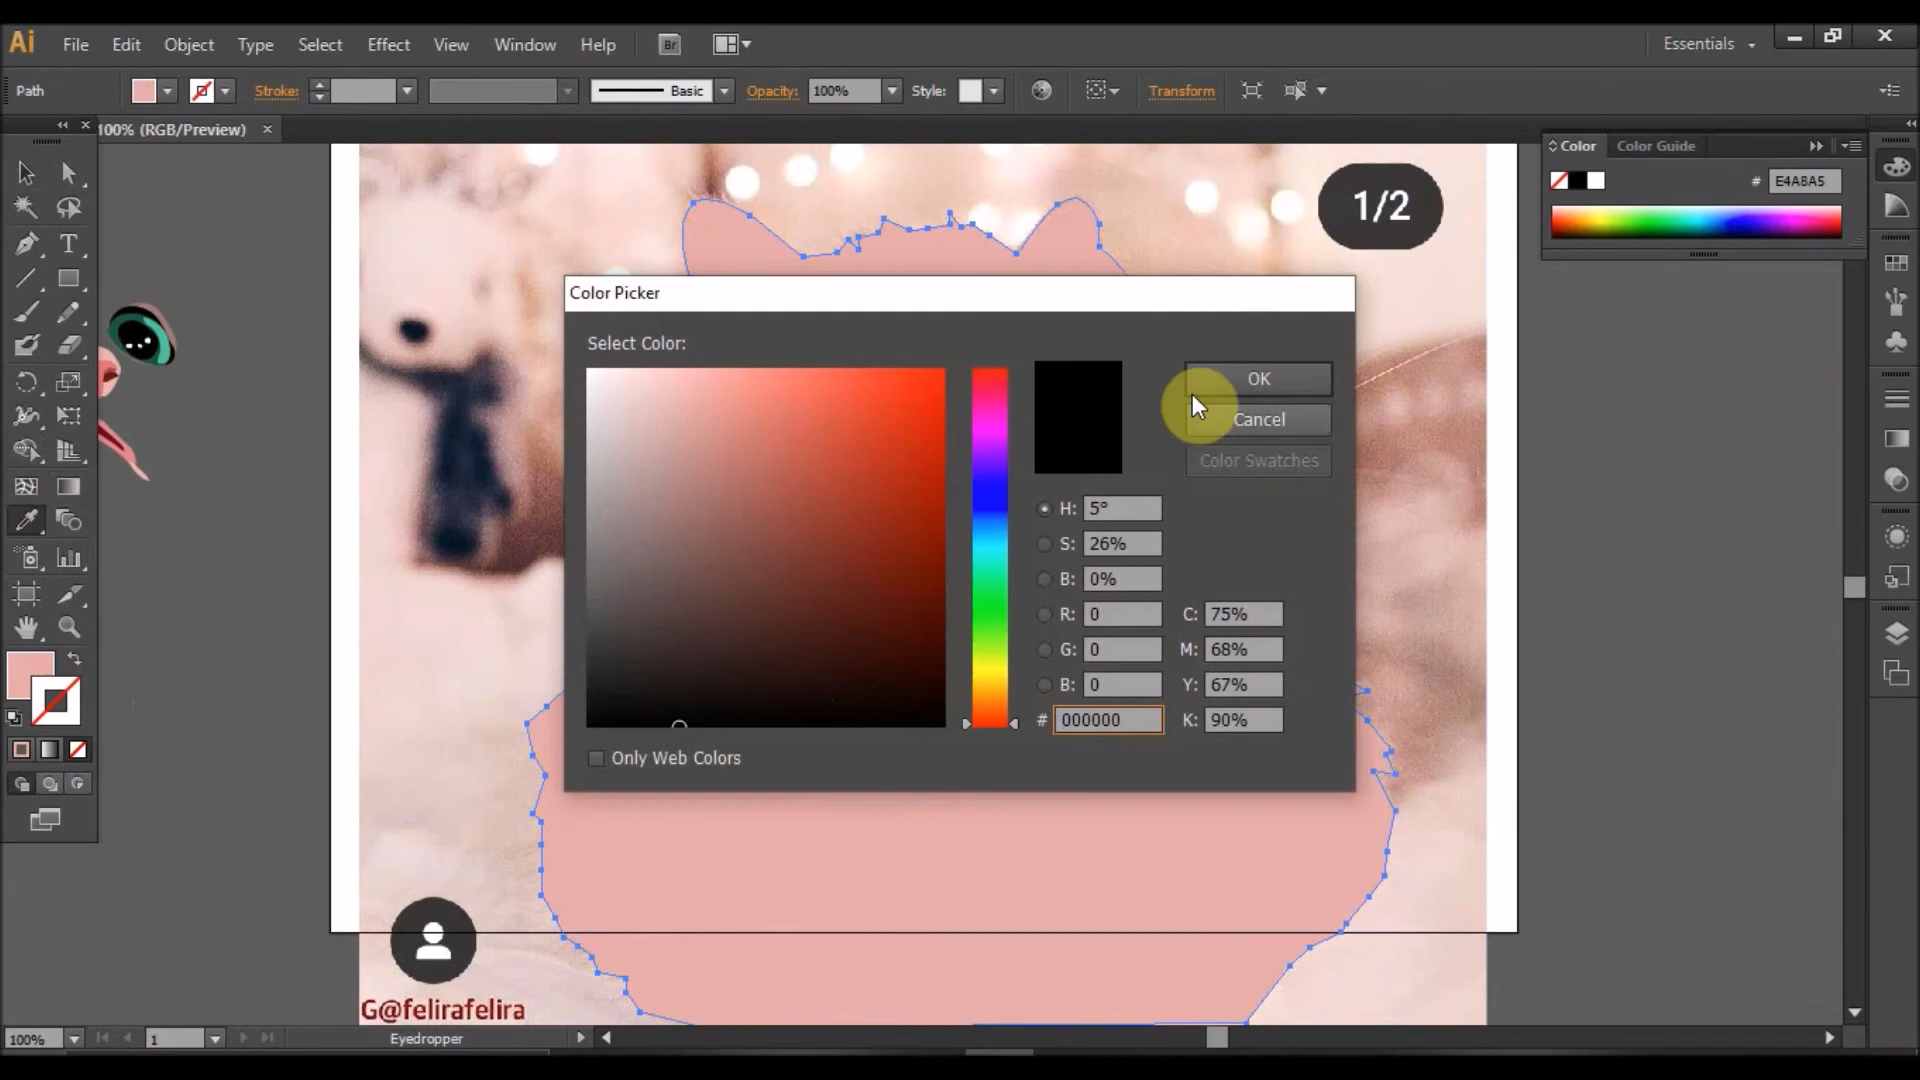 Ai File Edit Object Type Select Effect View Window Help Br Essentials
Path Stroke: Basic Opacity: 100% Style: Transform
100% (RGB/Preview) ×
Color Color Guide
# E4A8A5
1/2
Color Picker
Select Color:
OK
Cancel
Color Swatches
H: 5°
S: 26%
B: 0%
R: 0 C: 75%
G: 0 M: 68%
B: 0 Y: 67%
# 000000 K: 90%
Only Web Colors
T
G@felirafelira
100% 1 Eyedropper